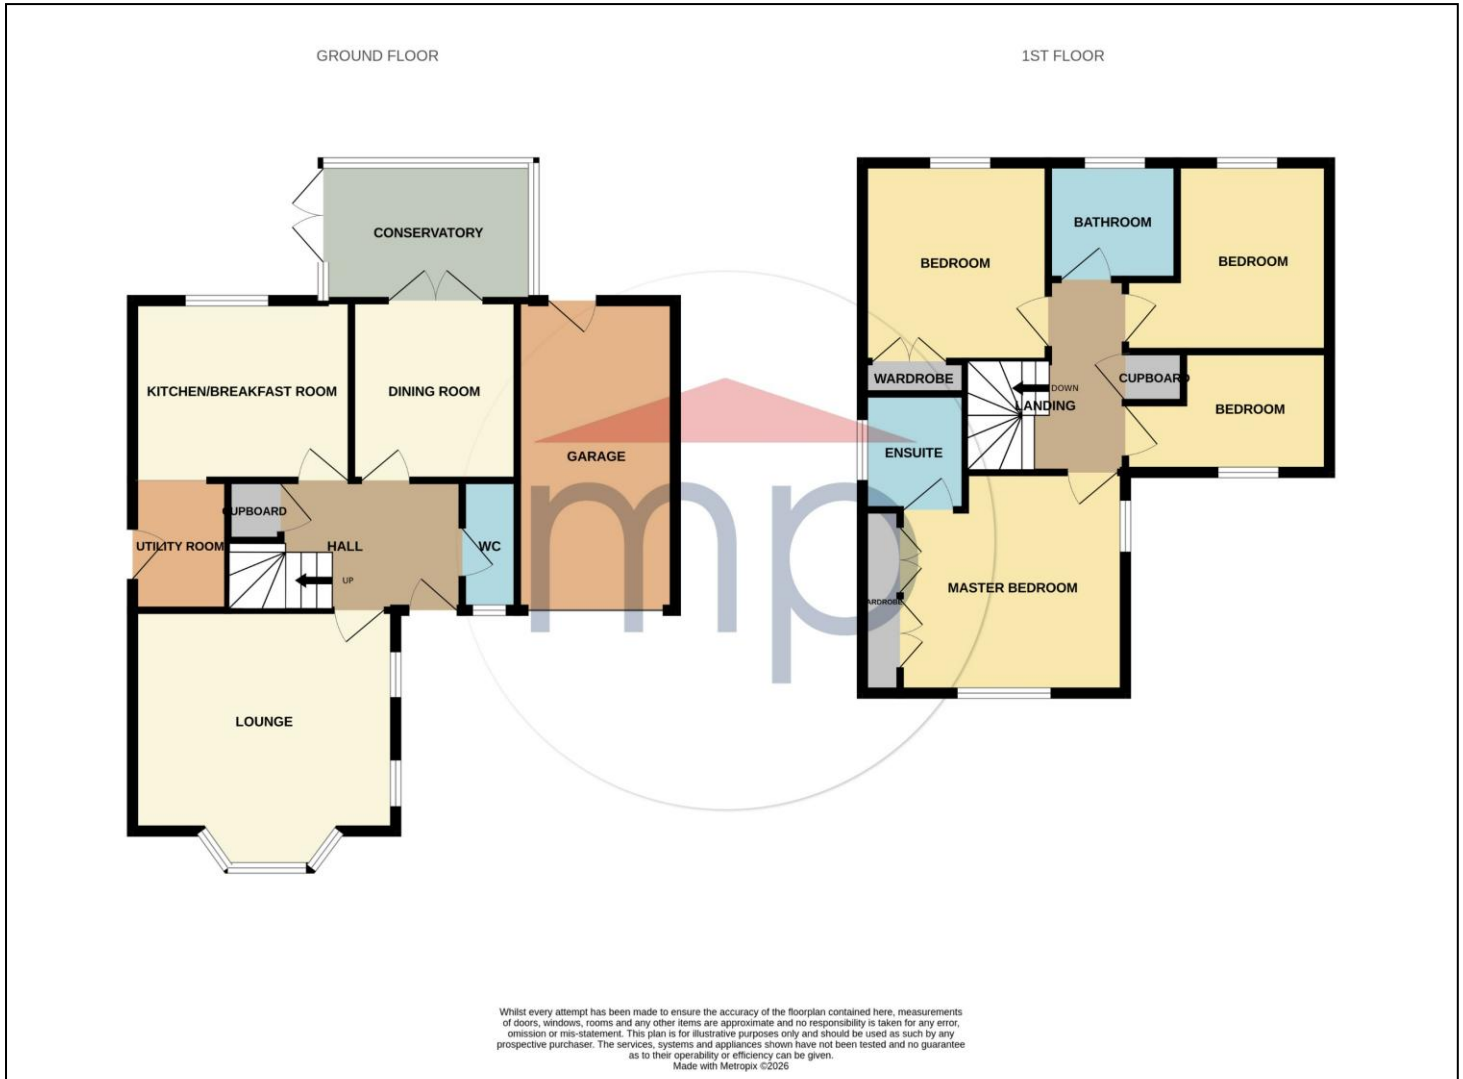 GROUND FLOOR
1ST FLOOR
CONSERVATORY
KITCHEN/BREAKFAST ROOM
DINING ROOM
GARAGE
CUPBOARD
UTILITY ROOM
HALL
WC
UP
LOUNGE
BEDROOM
BATHROOM
BEDROOM
WARDROBE
DOWN
CUPBOARD
LANDING
BEDROOM
ENSUITE
MASTER BEDROOM
WARDROBE
mp
Whilst every attempt has been made to ensure the accuracy of the floorplan contained here, measurements
of doors, windows, rooms and any other items are approximate and no responsibility is taken for any error,
omission or mis-statement. This plan is for illustrative purposes only and should be used as such by any
prospective purchaser. The services, systems and appliances shown have not been tested and no guarantee
as to their operability or efficiency can be given.
Made with Metropix ©2026